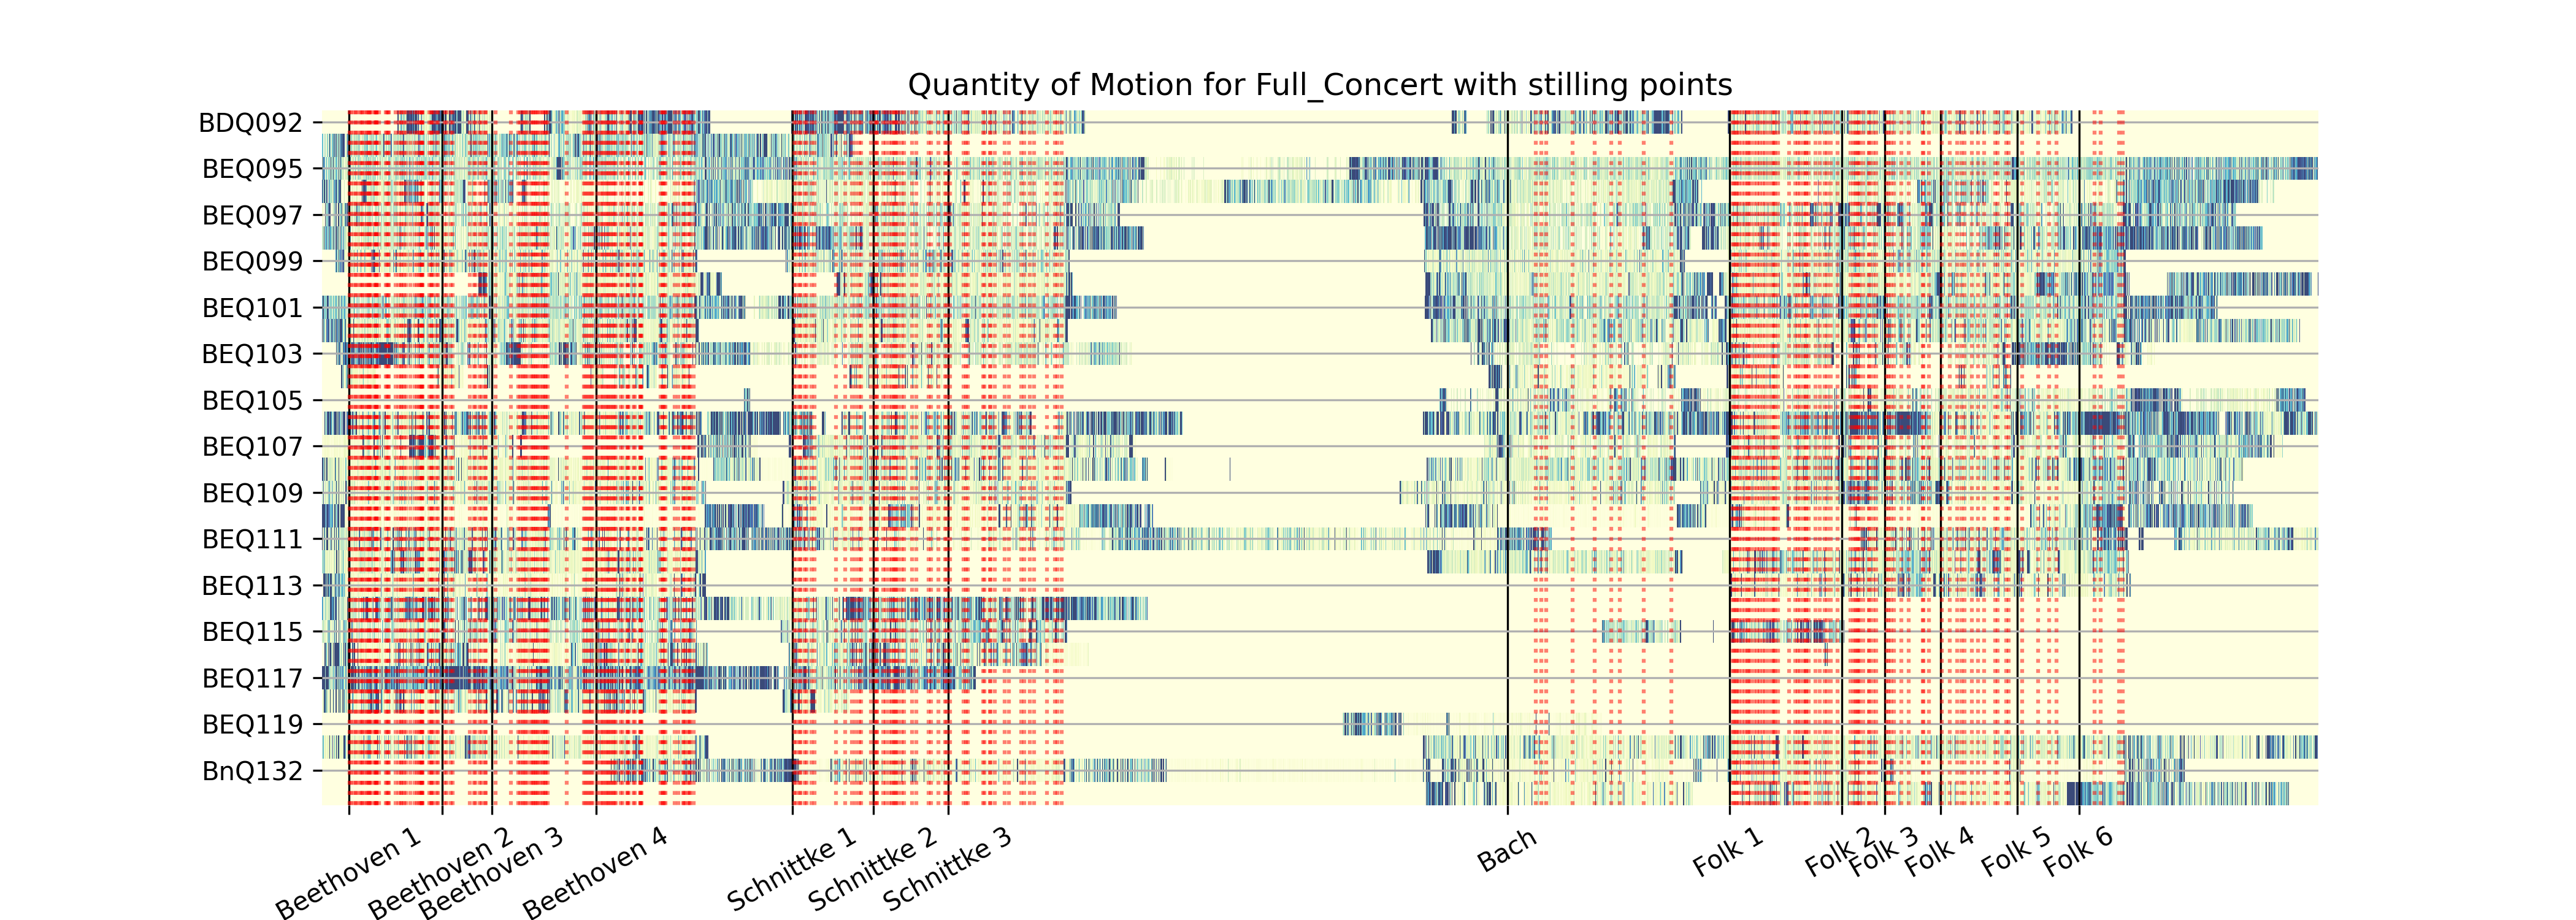 Quantity of Motion for Full_Concert with stilling points
BDQ092
BEQ095
BEQ097
BEQ099
BEQ101
BEQ103
BEQ105
BEQ107
BEQ109
BEQ111
BEQ113
BEQ115
BEQ117
BEQ119
BnQ132
Beethoven 1
Beethoven 2
Beethoven 3
Beethoven 4
Schnittke 1
Schnittke 2
Schnittke 3
Bach
Folk 1
Folk 2
Folk 3
Folk 4
Folk 5
Folk 6